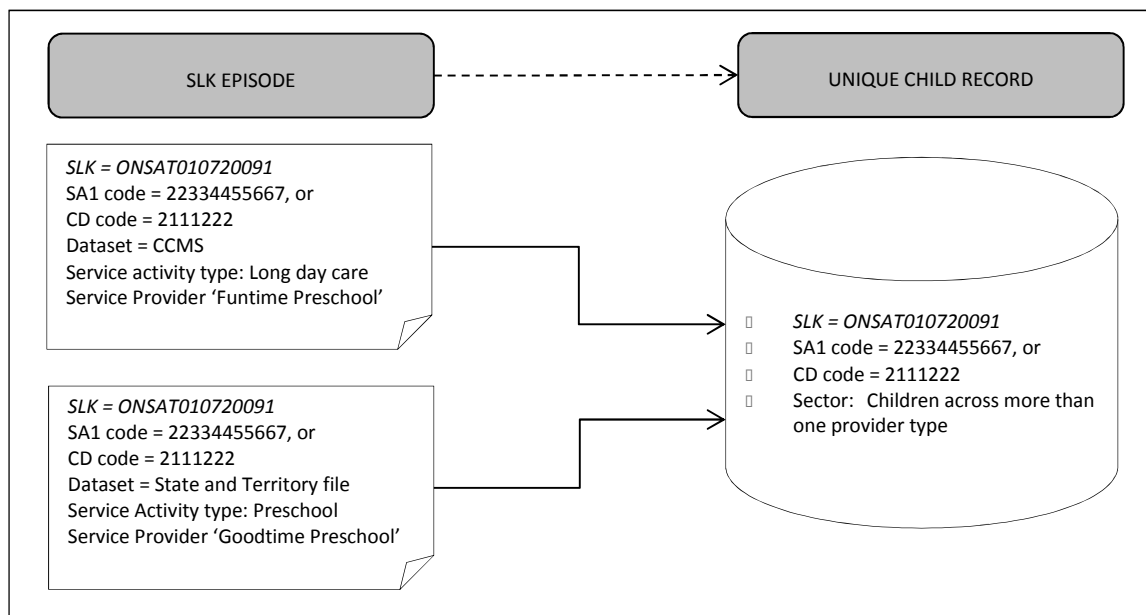 SLK EPISODE
UNIQUE CHILD RECORD
SLK = ONSAT010720091
SA1 code = 22334455667, or
CD code = 2111222
Dataset = CCMS
Service activity type: Long day care
Service Provider ‘Funtime Preschool’
SLK = ONSAT010720091
SA1 code = 22334455667, or
CD code = 2111222
Dataset = State and Territory file
Service Activity type: Preschool
Service Provider ‘Goodtime Preschool’
SLK = ONSAT010720091
SA1 code = 22334455667, or
CD code = 2111222
Sector: Children across more than
one provider type